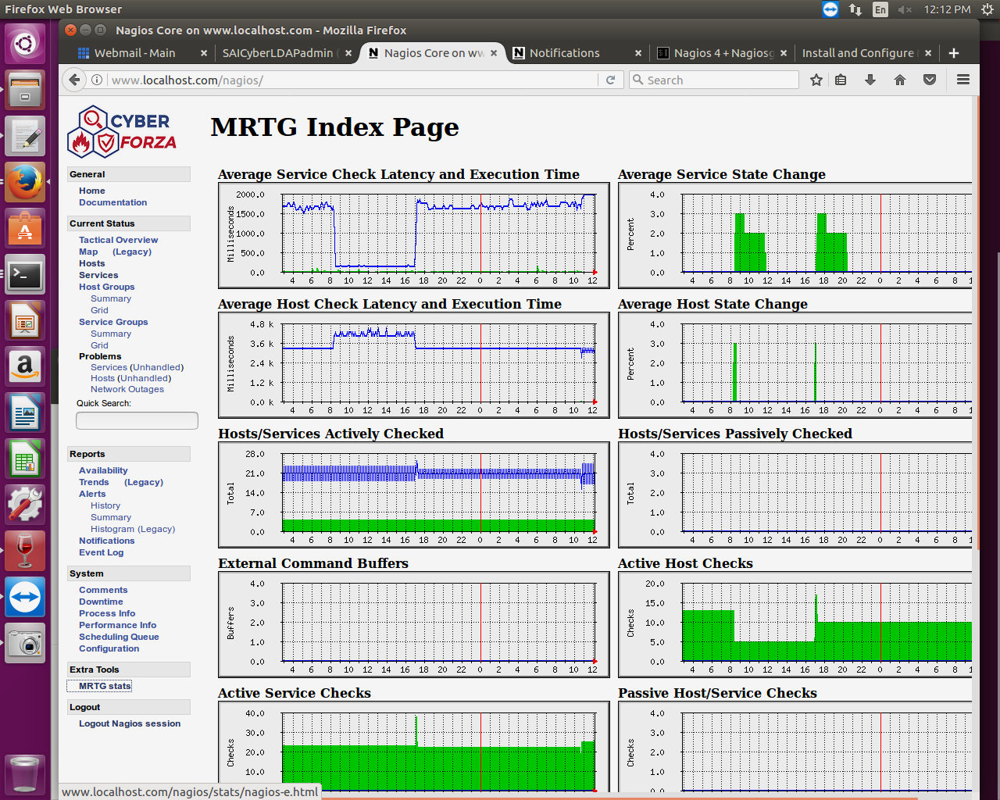 Firefox Web Browser
En
12:12 PM
Nagios Core on www.localhost.com - Mozilla Firefox
Webmail - Main
SAICyberLDAPadmin (
Nagios Core on ww
Notifications
Nagios 4 + Nagiosg
Install and Configure
www.localhost.com/nagios/
Search
CYBER
FORZA
General
Home
Documentation
Current Status
Tactical Overview
Map (Legacy)
Hosts
Services
Host Groups
Summary
Grid
Service Groups
Summary
Grid
Problems
Services (Unhandled)
Hosts (Unhandled)
Network Outages
Quick Search:
Reports
Availability
Trends (Legacy)
Alerts
History
Summary
Histogram (Legacy)
Notifications
Event Log
System
Comments
Downtime
Process Info
Performance Info
Scheduling Queue
Configuration
Extra Tools
MRTG stats
Logout
Logout Nagios session
MRTG Index Page
Average Service Check Latency and Execution Time
Milliseconds
2000.0
1500.0
1000.0
500.0
0.0
4 6 8 10 12 14 16 18 20 22 0 2 4 6 8 10 12
Average Service State Change
Percent
4.0
3.0
2.0
1.0
0.0
4 6 8 10 12 14 16 18 20 22 0 2 4 6 8 1
Average Host Check Latency and Execution Time
Milliseconds
4.8 k
3.6 k
2.4 k
1.2 k
0.0 k
4 6 8 10 12 14 16 18 20 22 0 2 4 6 8 10 12
Average Host State Change
Percent
4.0
3.0
2.0
1.0
0.0
4 6 8 10 12 14 16 18 20 22 0 2 4 6 8 1
Hosts/Services Actively Checked
Total
28.0
21.0
14.0
7.0
0.0
4 6 8 10 12 14 16 18 20 22 0 2 4 6 8 10 12
Hosts/Services Passively Checked
Total
4.0
3.0
2.0
1.0
0.0
4 6 8 10 12 14 16 18 20 22 0 2 4 6 8 1
External Command Buffers
Buffers
4.0
3.0
2.0
1.0
0.0
4 6 8 10 12 14 16 18 20 22 0 2 4 6 8 10 12
Active Host Checks
Checks
20.0
15.0
10.0
5.0
0.0
4 6 8 10 12 14 16 18 20 22 0 2 4 6 8 1
Active Service Checks
Checks
40.0
30.0
20.0
10.0
Passive Host/Service Checks
Checks
4.0
3.0
2.0
1.0
0.0
www.localhost.com/nagios/stats/nagios-e.html